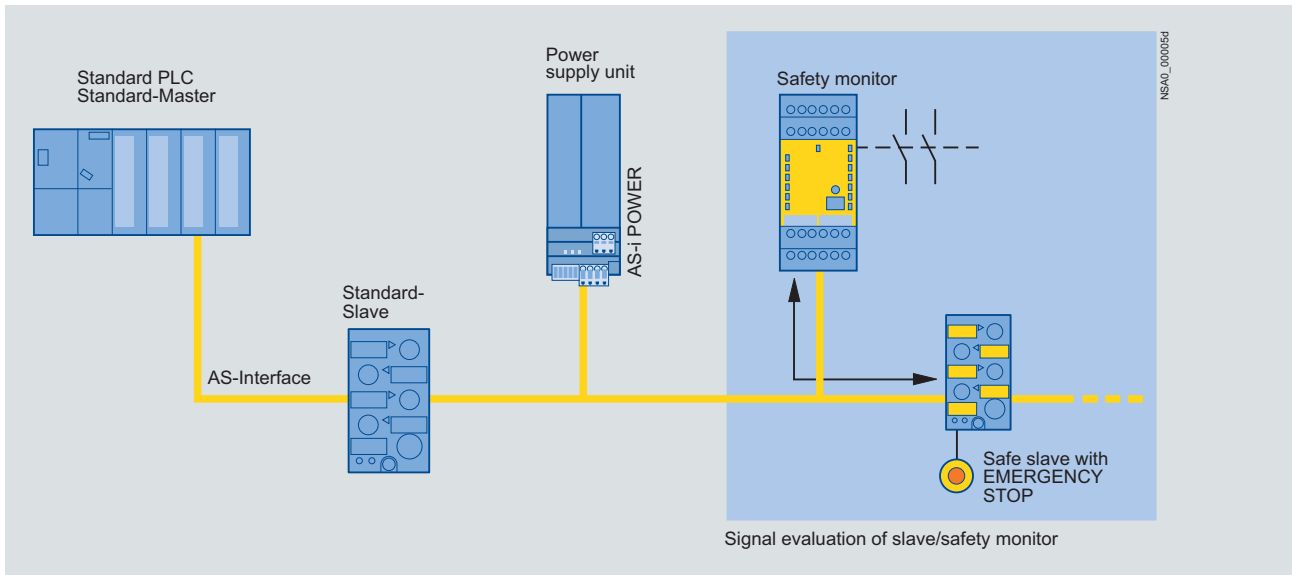 Standard PLC
Standard-Master
Power
supply unit
Safety monitor
NSA0_00005d
AS-i POWER
Standard-
Slave
AS-Interface
Safe slave with
EMERGENCY
STOP
Signal evaluation of slave/safety monitor